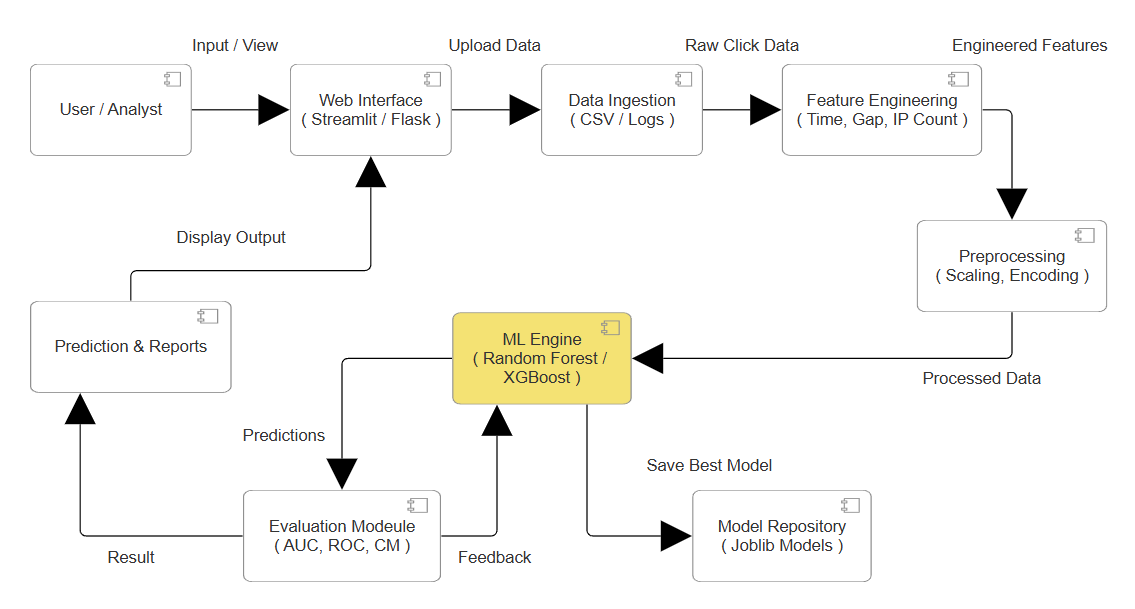 Input / View
Upload Data
Raw Click Data
Engineered Features
User / Analyst
Web Interface
( Streamlit / Flask )
Data Ingestion
( CSV / Logs )
Feature Engineering
( Time, Gap, IP Count )
Display Output
Preprocessing
( Scaling, Encoding )
Prediction & Reports
ML Engine
( Random Forest /
XGBoost )
Processed Data
Predictions
Save Best Model
Evaluation Modeule
( AUC, ROC, CM )
Model Repository
( Joblib Models )
Result
Feedback